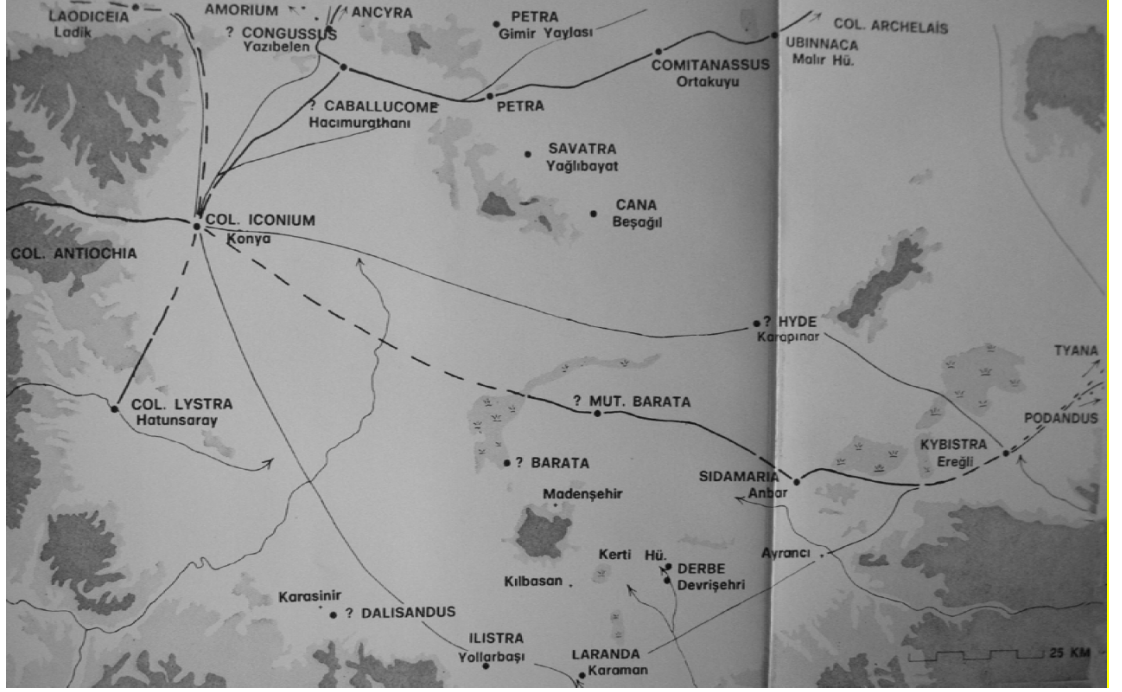 LAODICEIA
Ladik
AMORIUM
ANCYRA
? CONGUSSUS
Yazıbelen
PETRA
Gimir Yaylası
COL. ARCHELAİS
UBINNACA
Malır Hü.
COMITANASSUS
Ortakuyu
? CABALLUCOME
Hacımurathanı
PETRA
SAVATRA
Yağlıbayat
CANA
Beşağıl
COL. ICONIUM
Konya
COL. ANTIOCHIA
? HYDE
Karapınar
TYANA
COL. LYSTRA
Hatunsaray
? MUT. BARATA
PODANDUS
KYBISTRA
Ereğli
? BARATA
SIDAMARIA
Anbar
Madenşehir
Kerti Hü.
Ayrancı
DERBE
Devrişehri
Kılbasan
Karasinir
? DALISANDUS
ILISTRA
Yollarbaşı
LARANDA
Karaman
25 KM